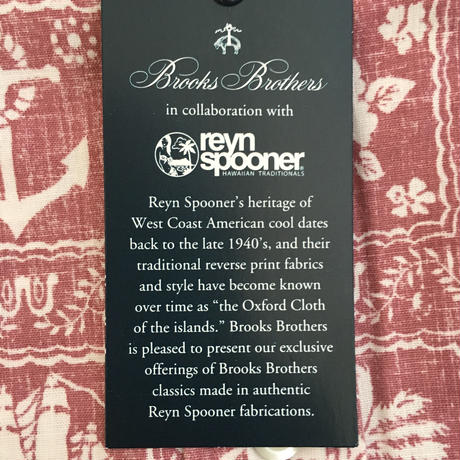 Brooks Brothers
in collaboration with
reyn
spooner®
HAWAIIAN TRADITIONALS
Reyn Spooner's heritage of
West Coast American cool dates
back to the late 1940's, and their
traditional reverse print fabrics
and style have become known
over time as “the Oxford Cloth
of the islands.” Brooks Brothers
is pleased to present our exclusive
offerings of Brooks Brothers
classics made in authentic
Reyn Spooner fabrications.